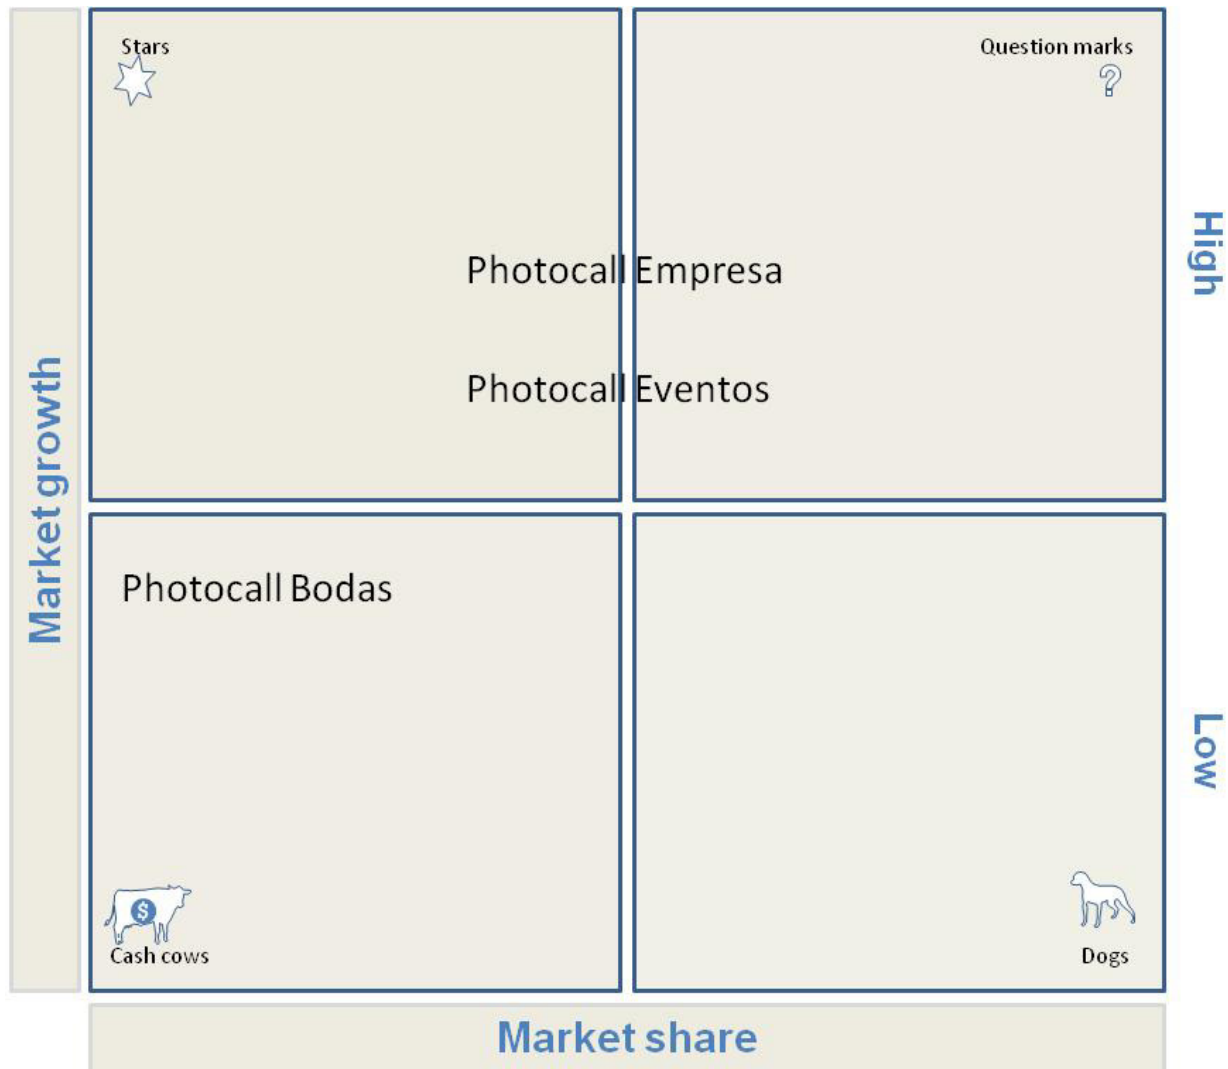 Stars
Question marks
?
High
Photocall Empresa
Photocall Eventos
Market growth
Photocall Bodas
Low
$
Cash cows
Dogs
Market share